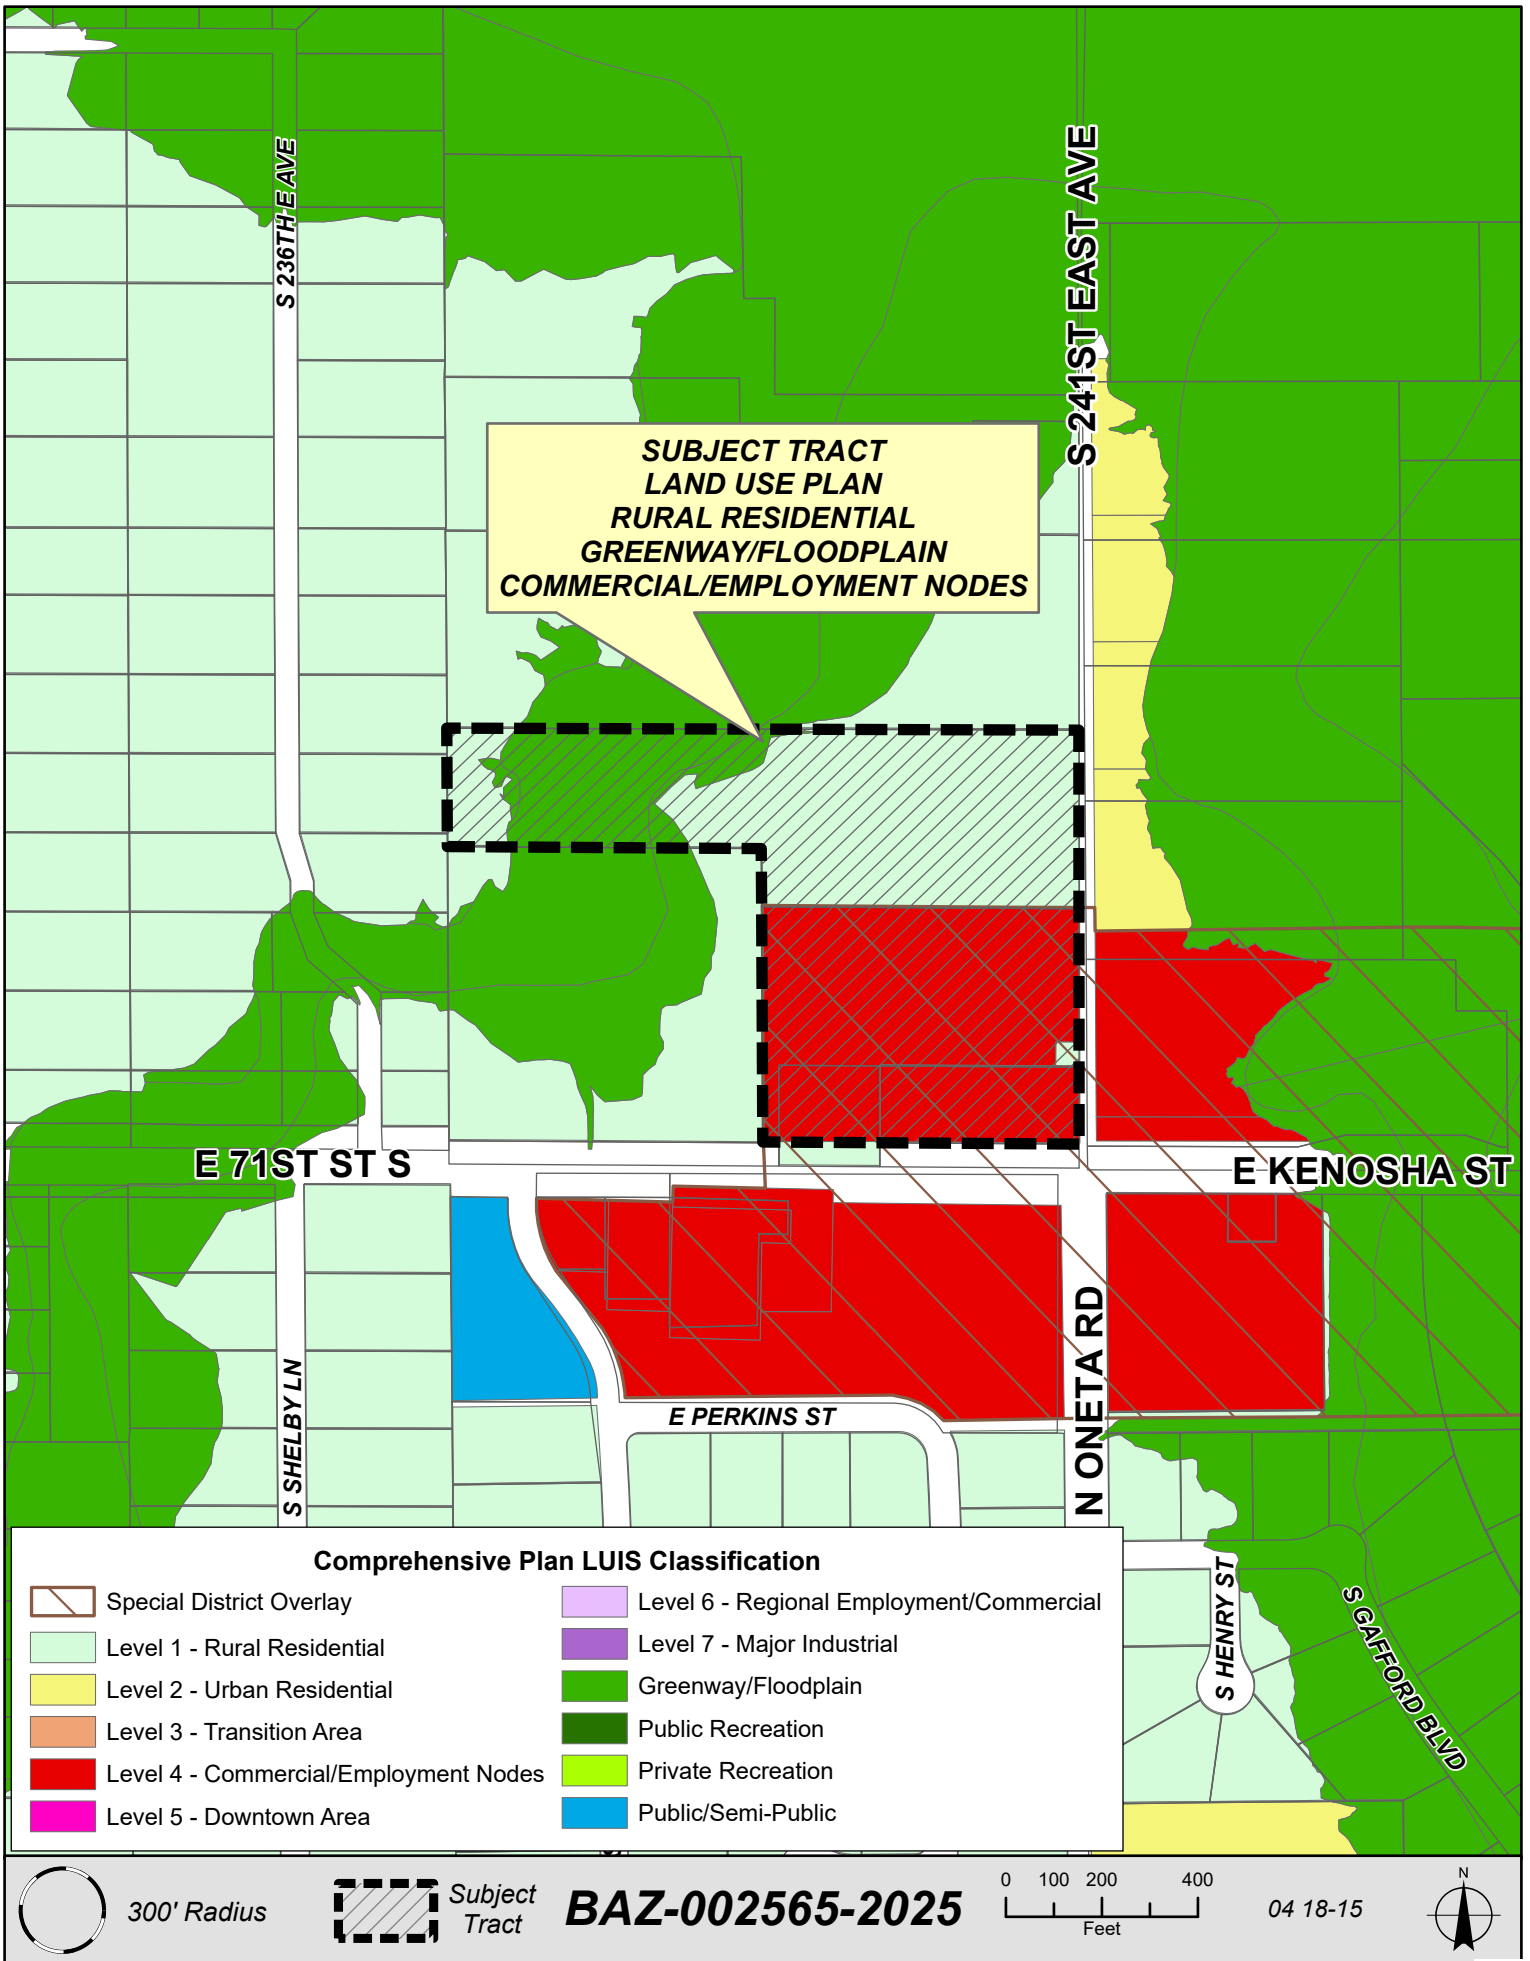 S 236TH E AVE
S 241ST EAST AVE
SUBJECT TRACT
LAND USE PLAN
RURAL RESIDENTIAL
GREENWAY/FLOODPLAIN
COMMERCIAL/EMPLOYMENT NODES
E 71ST ST S
E KENOSHA ST
S SHELBY LN
E PERKINS ST
N ONETA RD
S HENRY ST
S GAFFORD BLVD
Comprehensive Plan LUIS Classification
Special District Overlay
Level 1 - Rural Residential
Level 2 - Urban Residential
Level 3 - Transition Area
Level 4 - Commercial/Employment Nodes
Level 5 - Downtown Area
Level 6 - Regional Employment/Commercial
Level 7 - Major Industrial
Greenway/Floodplain
Public Recreation
Private Recreation
Public/Semi-Public
300' Radius
Subject
Tract
BAZ-002565-2025
0 100 200 400
Feet
04 18-15
N